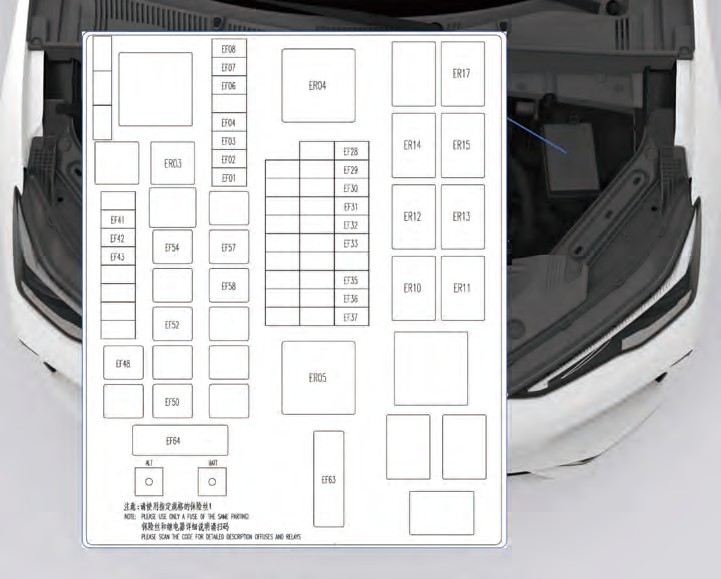 EF08
EF07
EF06
EF04
EF03
EF02
EF01
ER03
ER04
ER17
ER14
ER15
ER12
ER13
ER10
ER11
EF28
EF29
EF30
EF31
EF32
EF33
EF35
EF36
EF37
EF41
EF42
EF43
EF54
EF57
EF58
EF52
EF48
EF50
ER05
EF64
EF63
ALT
BATT
注意:请使用指定规格的保险丝!
NOTE: PLEASE USE ONLY A FUSE OF THE SAME PARTNO!
保险丝和继电器详细说明请扫码
PLEASE SCAN THE CODE FOR DETAILED DESCRIPTION OFFUSES AND RELAYS